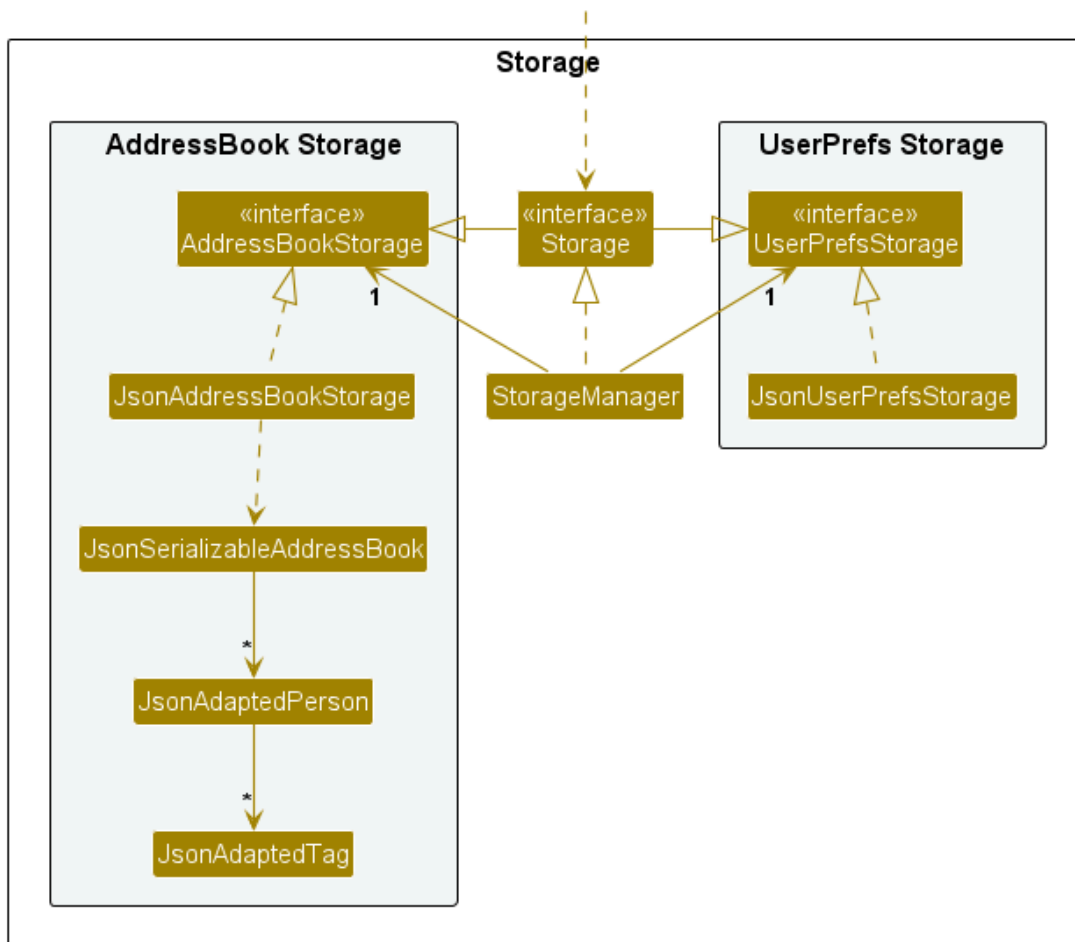 Storage
AddressBook Storage
UserPrefs Storage
«interface»
AddressBookStorage
«interface»
Storage
«interface»
UserPrefsStorage
1
1
JsonAddressBookStorage
StorageManager
JsonUserPrefsStorage
JsonSerializableAddressBook
*
JsonAdaptedPerson
*
JsonAdaptedTag